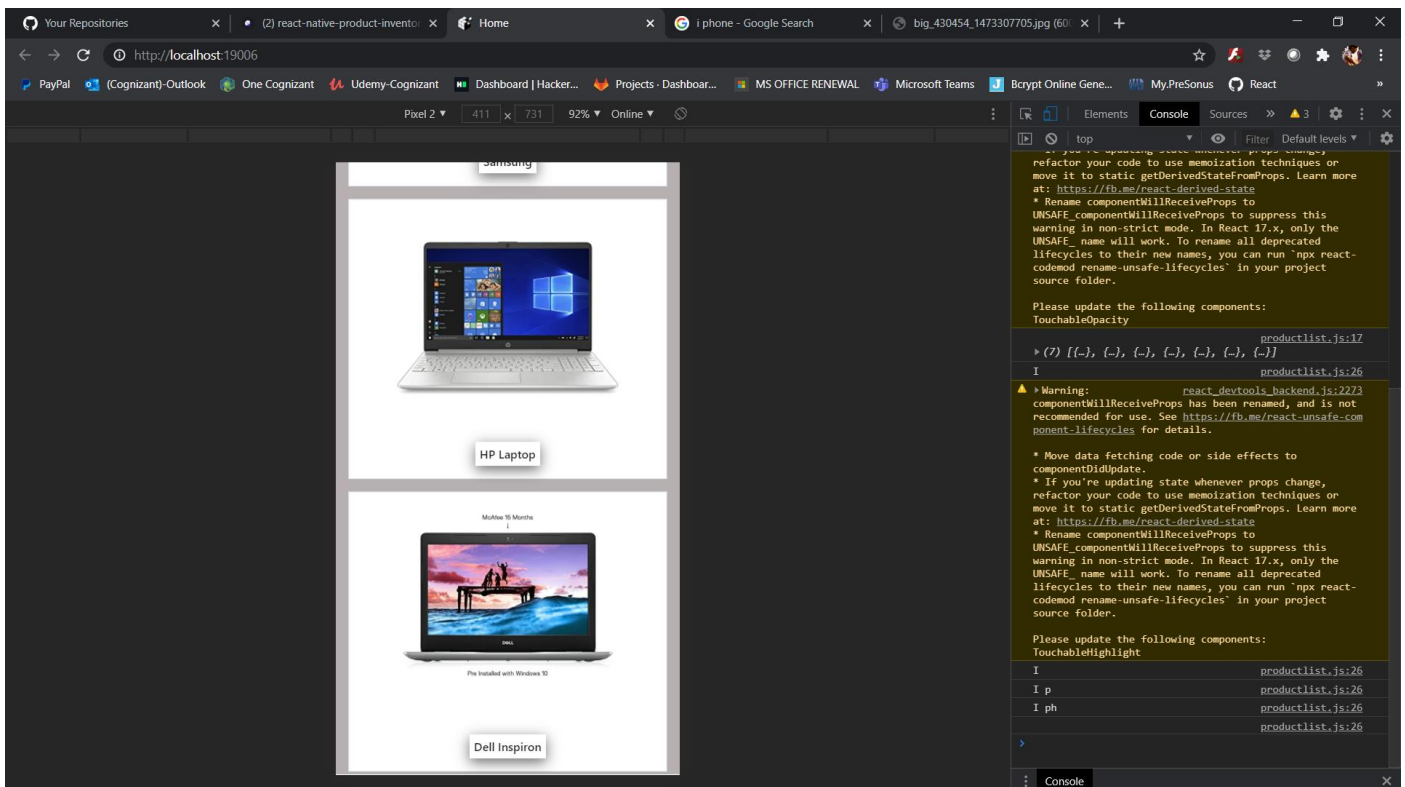 Your Repositories
(2) react-native-product-inventor
Home
i phone - Google Search
big_430454_1473307705.jpg (600
http://localhost:19006
PayPal
(Cognizant)-Outlook
One Cognizant
Udemy-Cognizant
Dashboard | Hacker...
Projects · Dashboar...
MS OFFICE RENEWAL
Microsoft Teams
Bcrypt Online Gene...
My.PreSonus
React
»
Pixel 2 ▼ 411 x 731 92% ▼ Online ▼
Samsung
HP Laptop
McAfee 15 Months
↓
DELL
Pre Installed with Windows 10
Dell Inspiron
Elements Console Sources » 3
top Filter Default levels ▼
* If you're updating state whenever props change,
refactor your code to use memoization techniques or
move it to static getDerivedStateFromProps. Learn more
at: https://fb.me/react-derived-state
* Rename componentWillReceiveProps to
UNSAFE_componentWillReceiveProps to suppress this
warning in non-strict mode. In React 17.x, only the
UNSAFE_ name will work. To rename all deprecated
lifecycles to their new names, you can run `npx react-
codemod rename-unsafe-lifecycles` in your project
source folder.
Please update the following components:
TouchableOpacity
productlist.js:17
(7) [{…}, {…}, {…}, {…}, {…}, {…}, {…}]
I productlist.js:26
Warning: react_devtools_backend.js:2273
componentWillReceiveProps has been renamed, and is not
recommended for use. See https://fb.me/react-unsafe-com
ponent-lifecycles for details.
* Move data fetching code or side effects to
componentDidUpdate.
* If you're updating state whenever props change,
refactor your code to use memoization techniques or
move it to static getDerivedStateFromProps. Learn more
at: https://fb.me/react-derived-state
* Rename componentWillReceiveProps to
UNSAFE_componentWillReceiveProps to suppress this
warning in non-strict mode. In React 17.x, only the
UNSAFE_ name will work. To rename all deprecated
lifecycles to their new names, you can run `npx react-
codemod rename-unsafe-lifecycles` in your project
source folder.
Please update the following components:
TouchableHighlight
I productlist.js:26
I p productlist.js:26
I ph productlist.js:26
productlist.js:26
Console